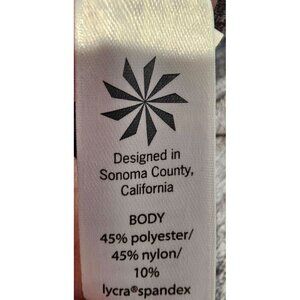 Designed in
Sonoma County,
California
BODY
45% polyester/
45% nylon/
10%
lycra®spandex